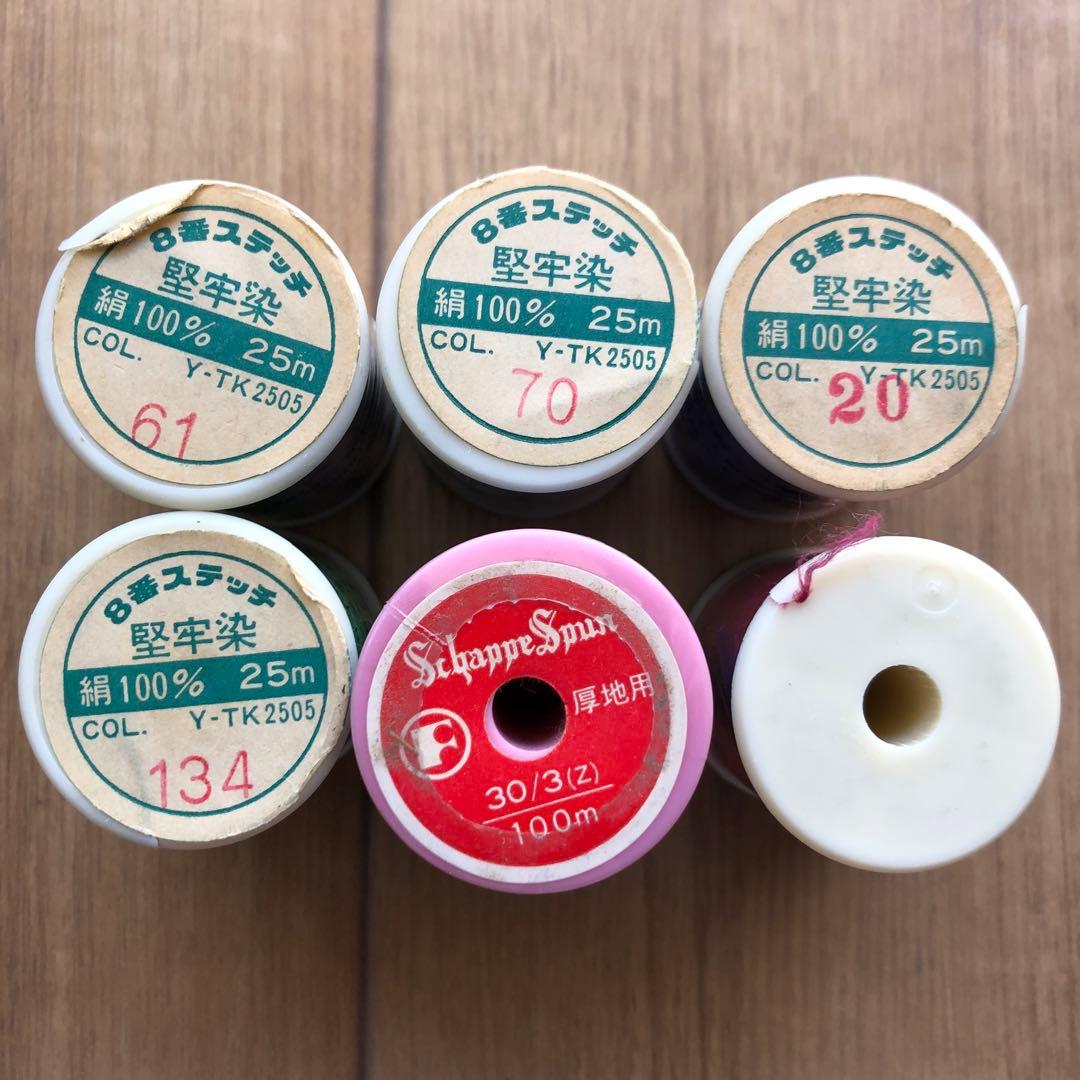 8番ステッチ
堅牢染
絹100% 25m
COL. Y-TK2505
61
8番ステッチ
堅牢染
絹100% 25m
COL. Y-TK2505
70
8番ステッチ
堅牢染
絹100% 25m
COL. Y-TK2505
20
8番ステッチ
堅牢染
絹100% 25m
COL. Y-TK2505
134
Schappe Spun
厚地用
F
30/3(Z)
100m